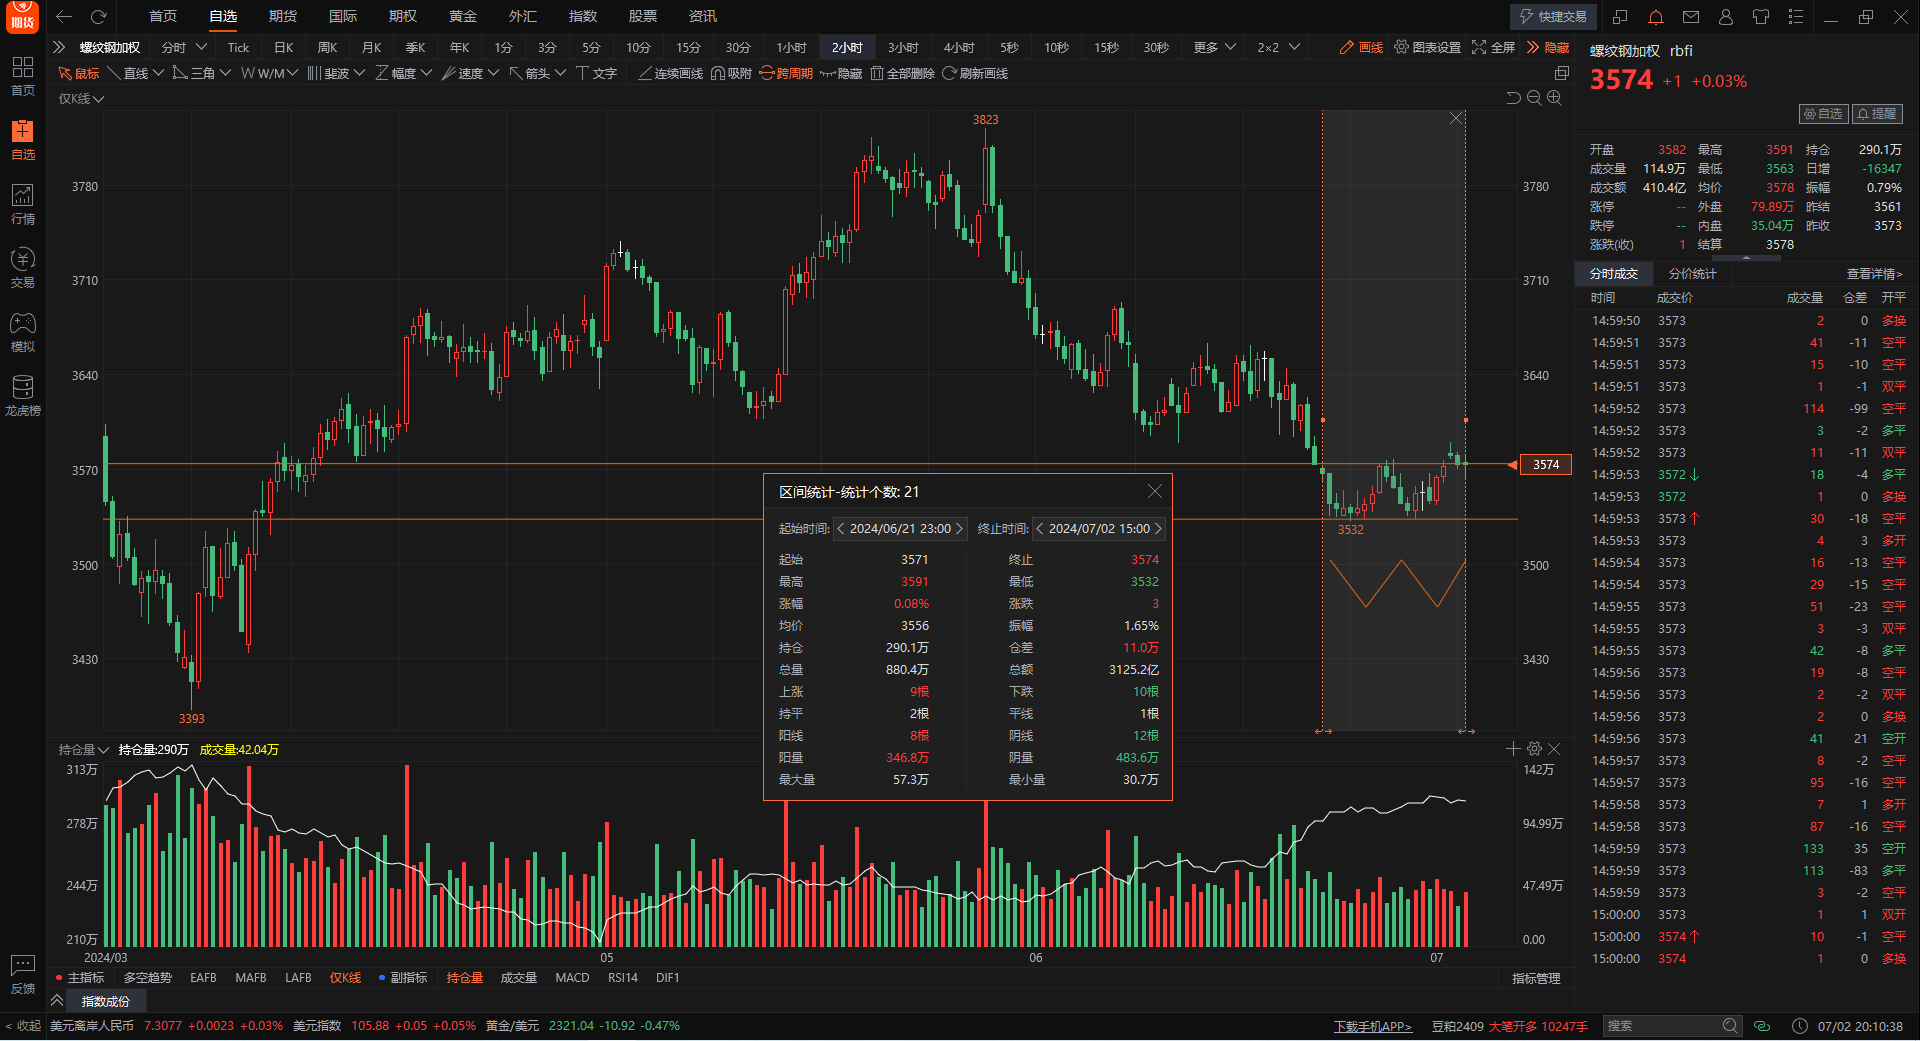 期货 首页 自选 期货 国际 期权 黄金 外汇 指数 股票 资讯 快捷交易
螺纹钢加权 分时 Tick 日K 周K 月K 季K 年K 1分 3分 5分 10分 15分 30分 1小时 2小时 3小时 4小时 5秒 10秒 15秒 30秒 更多 2×2 画线 图表设置 全屏 隐藏
鼠标 直线 三角 W/M 斐波 幅度 速度 箭头 文字 连续画线 吸附 跨周期 隐藏 全部删除 刷新画线
仅K线
首页
自选
行情
交易
模拟
龙虎榜
反馈
< 收起
3823
3780 3780
3710 3710
3640 3640
3570 3574
3532
3500 3500
3430 3430
3393
区间统计-统计个数: 21
起始时间: < 2024/06/21 23:00 > 终止时间: < 2024/07/02 15:00 >
起始 3571 终止 3574
最高 3591 最低 3532
涨幅 0.08% 涨跌 3
均价 3556 振幅 1.65%
持仓 290.1万 仓差 11.0万
总量 880.4万 总额 3125.2亿
上涨 9根 下跌 10根
持平 2根 平线 1根
阳线 8根 阴线 12根
阳量 346.8万 阴量 483.6万
最大量 57.3万 最小量 30.7万
持仓量 持仓量:290万 成交量:42.04万
313万 142万
278万 94.99万
244万 47.49万
210万 0.00
2024/03 05 06 07
主指标 多空趋势 EAFB MAFB LAFB 仅K线 副指标 持仓量 成交量 MACD RSI14 DIF1 指标管理
指数成份
美元离岸人民币 7.3077 +0.0023 +0.03% 美元指数 105.88 +0.05 +0.05% 黄金/美元 2321.04 -10.92 -0.47% 下载手机APP> 豆粕2409 大笔开多 10247手 搜索 07/02 20:10:38
螺纹钢加权 rbfi
3574 +1 +0.03%
自选 提醒
开盘 3582 最高 3591 持仓 290.1万
成交量 114.9万 最低 3563 日增 -16347
成交额 410.4亿 均价 3578 振幅 0.79%
涨停 -- 外盘 79.89万 昨结 3561
跌停 -- 内盘 35.04万 昨收 3573
涨跌(收) 1 结算 3578
分时成交 分价统计 查看详情>
时间 成交价 成交量 仓差 开平
14:59:50 3573 2 0 多换
14:59:51 3573 41 -11 空平
14:59:51 3573 15 -10 空平
14:59:51 3573 1 -1 双平
14:59:52 3573 114 -99 空平
14:59:52 3573 3 -2 多平
14:59:52 3573 11 -11 双平
14:59:53 3572↓ 18 -4 多平
14:59:53 3572 1 0 多换
14:59:53 3573↑ 30 -18 空平
14:59:53 3573 4 3 多开
14:59:54 3573 16 -13 空平
14:59:54 3573 29 -15 空平
14:59:55 3573 51 -23 空平
14:59:55 3573 3 -3 双平
14:59:55 3573 42 -8 多平
14:59:56 3573 19 -8 空平
14:59:56 3573 2 -2 双平
14:59:56 3573 2 0 多换
14:59:56 3573 41 21 空开
14:59:57 3573 8 -2 空平
14:59:57 3573 95 -16 空平
14:59:58 3573 7 1 多开
14:59:58 3573 87 -16 空平
14:59:59 3573 133 35 空开
14:59:59 3573 113 -83 多平
14:59:59 3573 3 -2 空平
15:00:00 3573 1 1 双开
15:00:00 3574↑ 10 -1 空平
15:00:00 3574 1 0 多换